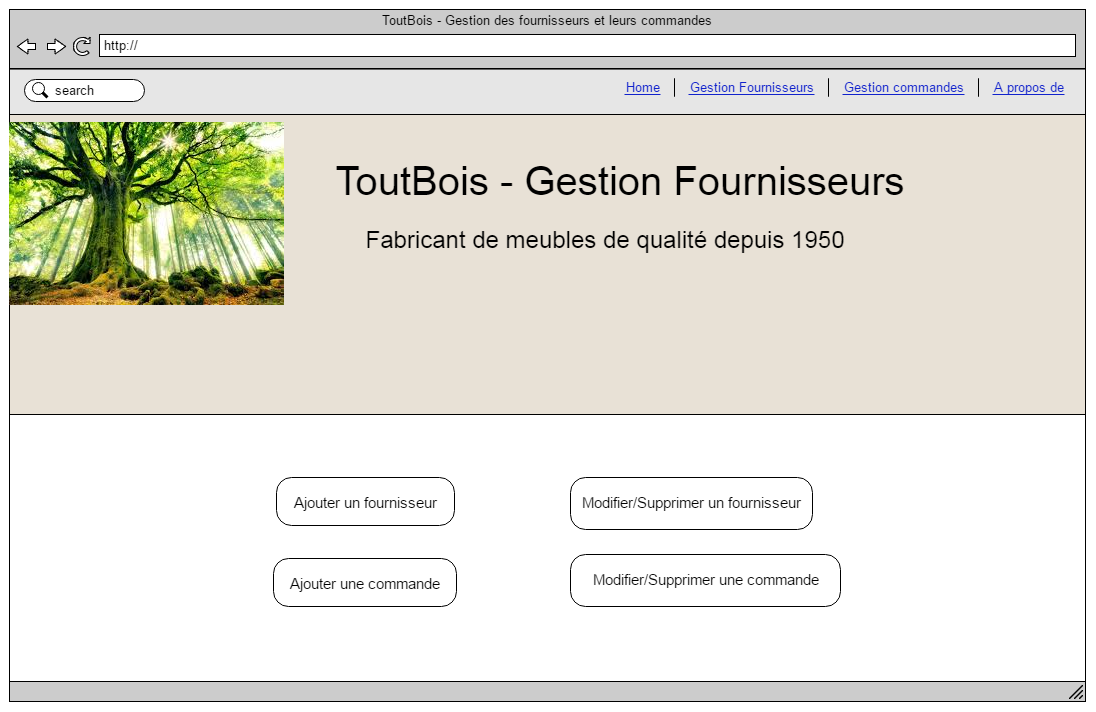 ToutBois - Gestion des fournisseurs et leurs commandes
http://
search
Home
Gestion Fournisseurs
Gestion commandes
A propos de
ToutBois - Gestion Fournisseurs
Fabricant de meubles de qualité depuis 1950
Ajouter un fournisseur
Modifier/Supprimer un fournisseur
Ajouter une commande
Modifier/Supprimer une commande